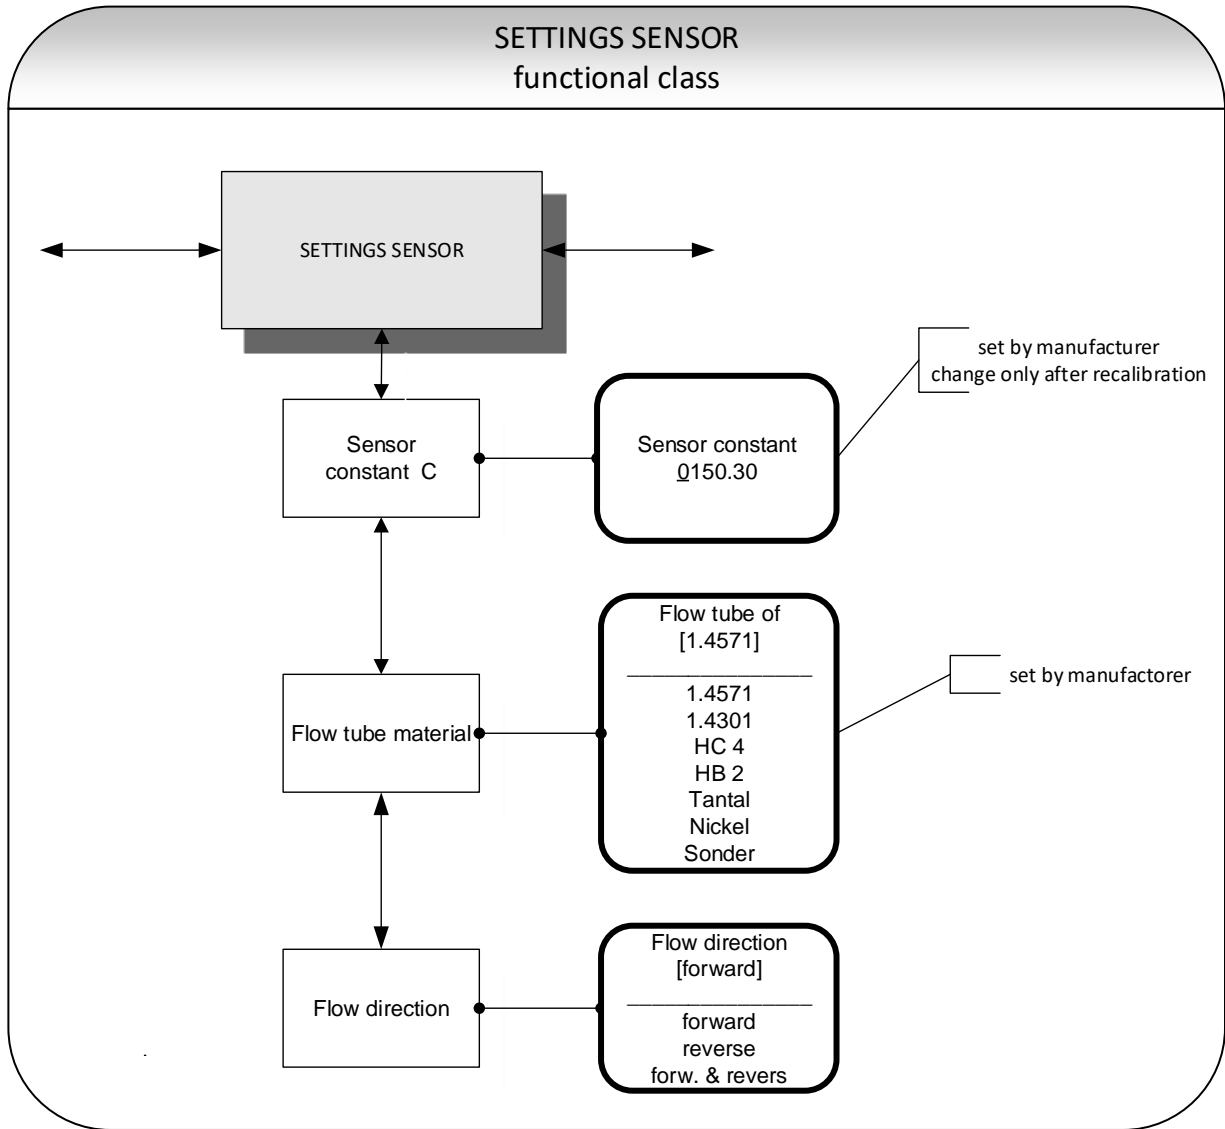 SETTINGS SENSOR
functional class
SETTINGS SENSOR
set by manufacturer
change only after recalibration
Sensor
constant C
Sensor constant
0150.30
Flow tube of
[1.4571]
1.4571
1.4301
HC 4
HB 2
Tantal
Nickel
Sonder
set by manufactorer
Flow tube material
Flow direction
Flow direction
[forward]
forward
reverse
forw. & revers